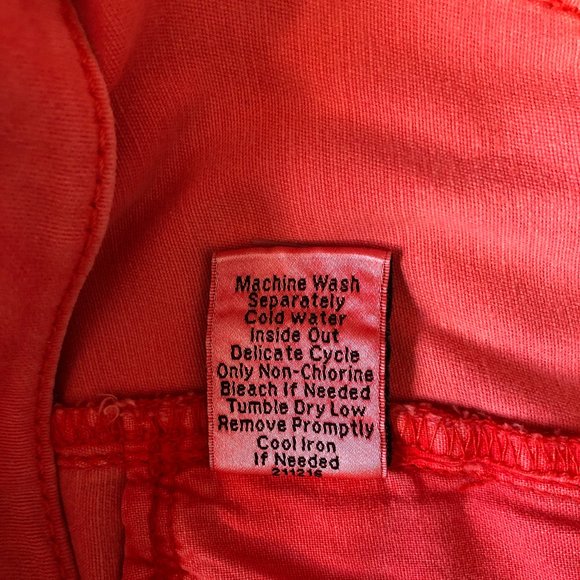 Machine Wash
Separately
Cold Water
Inside Out
Delicate Cycle
Only Non-Chlorine
Bleach If Needed
Tumble Dry Low
Remove Promptly
Cool Iron
If Needed
211216